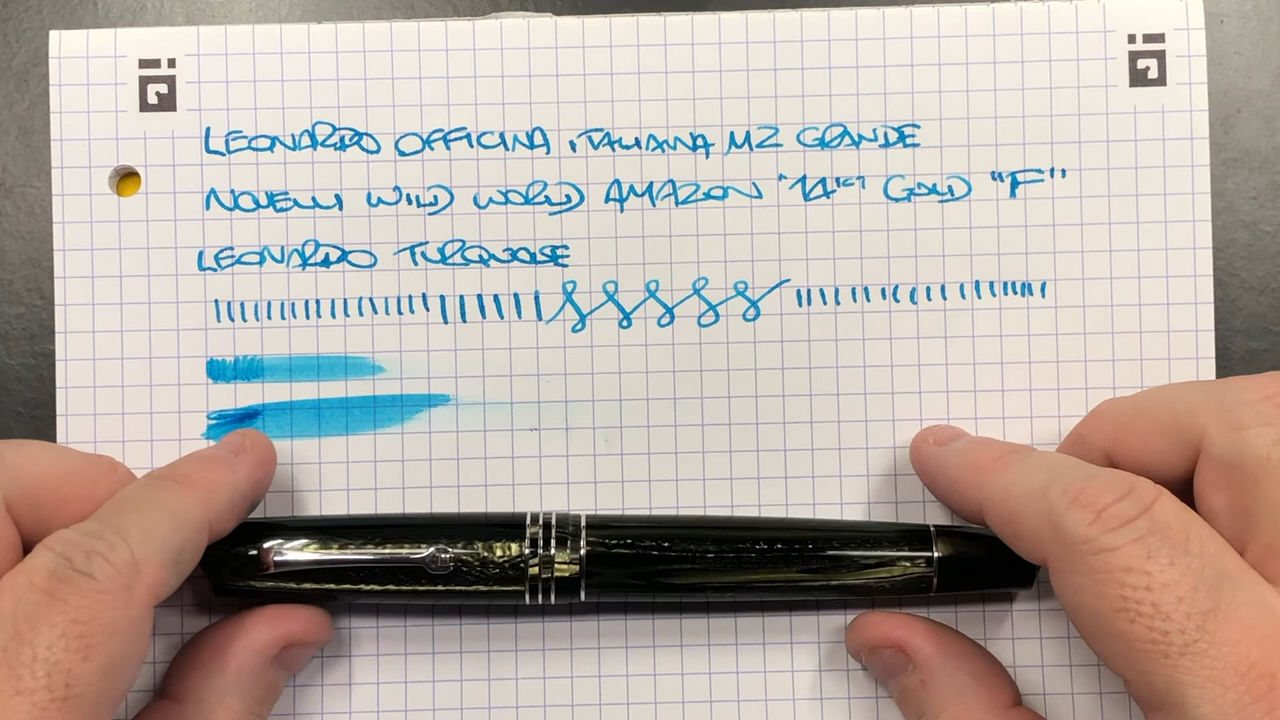 LEONARDO OFFICINA ITALIANA MZ GRANDE
NOVELLI WILD WORLD AMAZON "14KT GOLD "F"
LEONARDO TURQUOISE